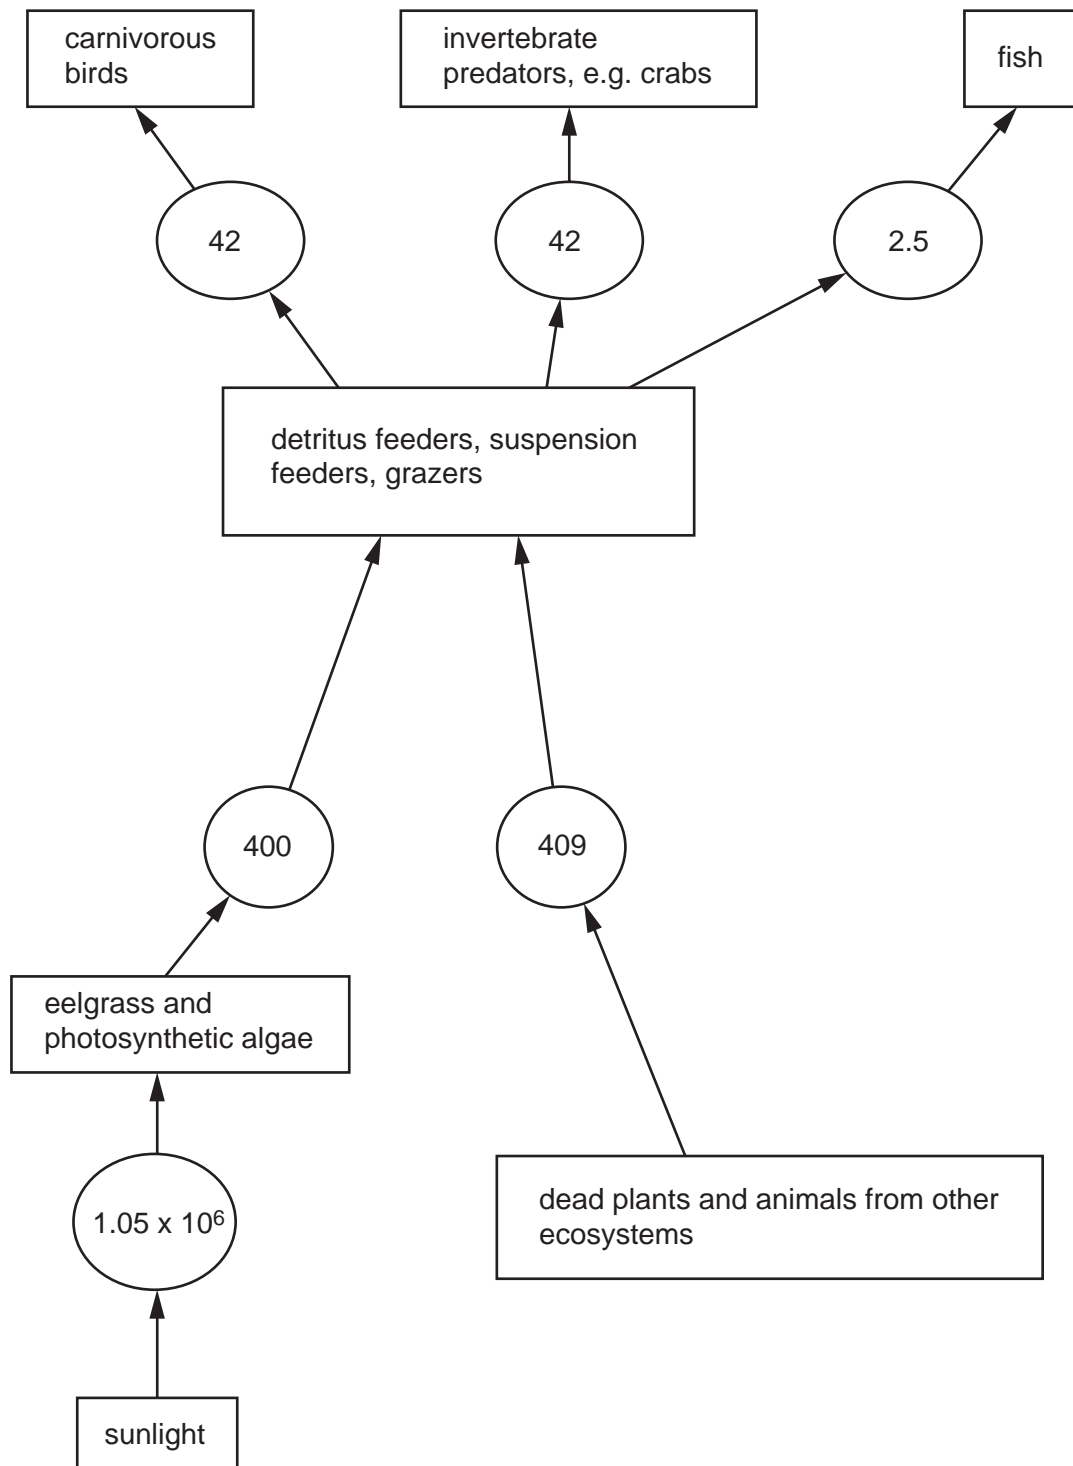 carnivorous
birds
invertebrate
predators, e.g. crabs
fish
42
42
2.5
detritus feeders, suspension
feeders, grazers
400
409
eelgrass and
photosynthetic algae
1.05 x 10⁶
dead plants and animals from other
ecosystems
sunlight